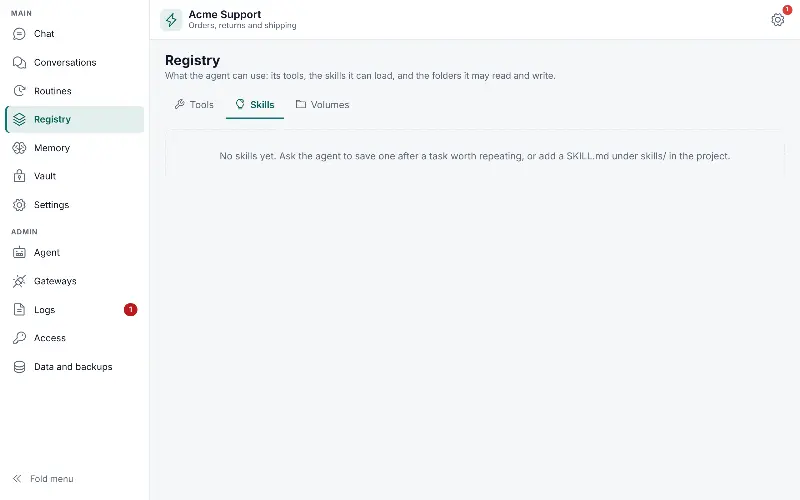 MAIN
Chat
Conversations
Routines
Registry
Memory
Vault
Settings
ADMIN
Agent
Gateways
Logs
1
Access
Data and backups
Fold menu
Acme Support
Orders, returns and shipping
1
Registry
What the agent can use: its tools, the skills it can load, and the folders it may read and write.
Tools
Skills
Volumes
No skills yet. Ask the agent to save one after a task worth repeating, or add a SKILL.md under skills/ in the project.